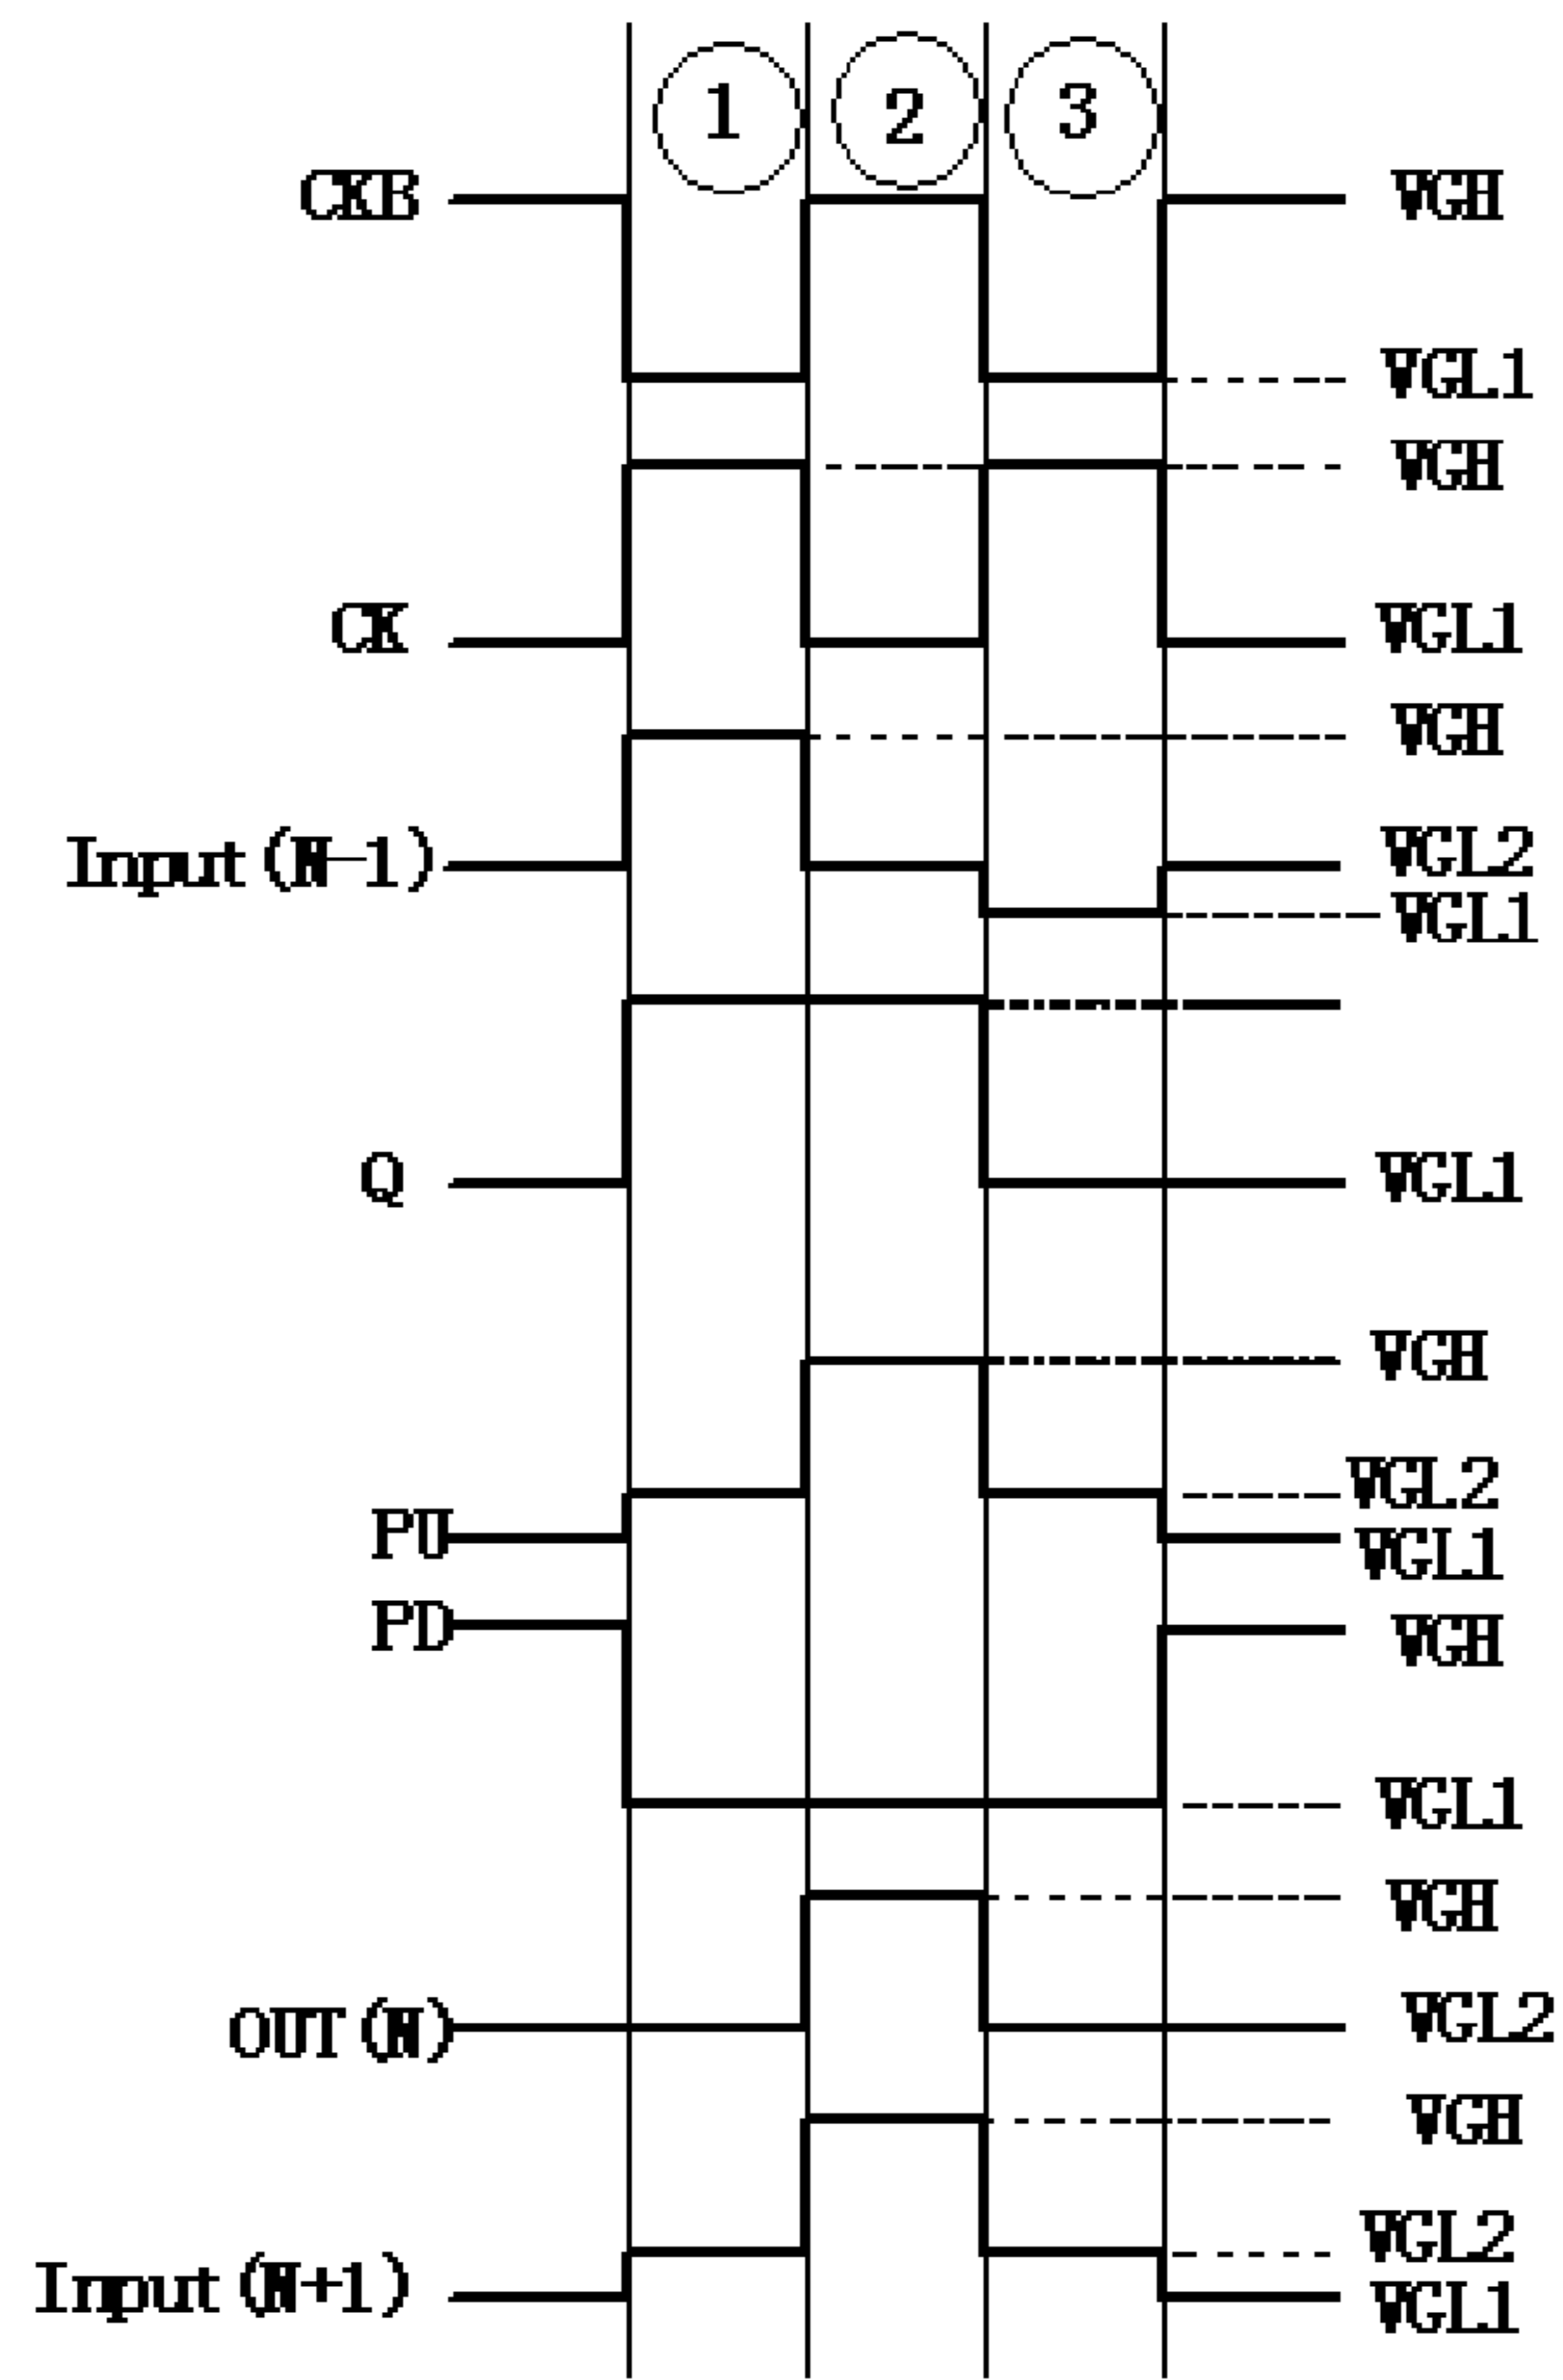 1 2 3
CKB VGH
VGL1
VGH
CK VGL1
VGH
Input(N-1) VGL2
VGL1
Q VGL1
VGH
VGL2
PU VGL1
PD VGH
VGL1
VGH
OUT(N) VGL2
VGH
VGL2
Input(N+1) VGL1